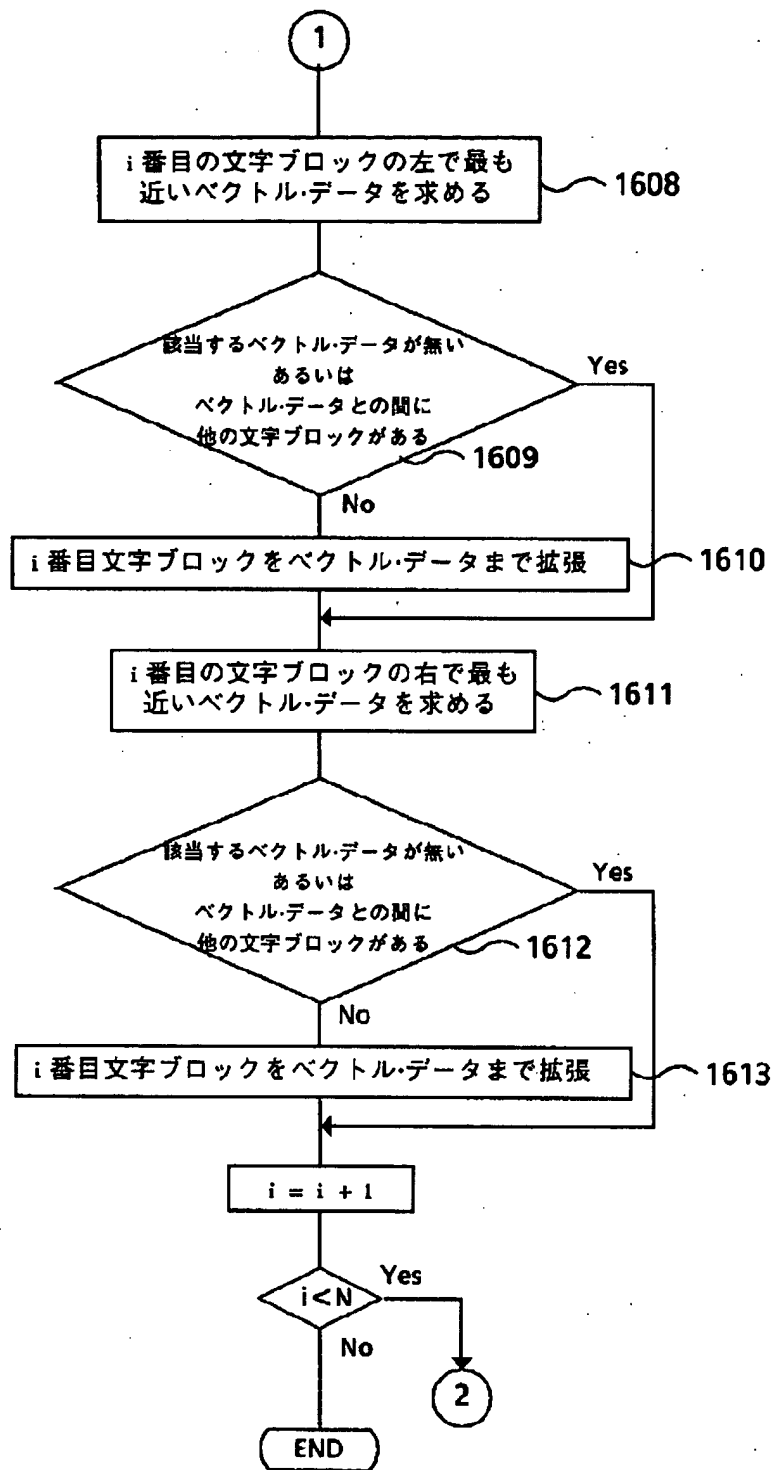 1
i 番目の文字ブロックの左で最も
近いベクトル・データを求める
1608
該当するベクトル・データが無い
あるいは
ベクトル・データとの間に
他の文字ブロックがある
Yes
1609
No
i 番目文字ブロックをベクトル・データまで拡張
1610
i 番目の文字ブロックの右で最も
近いベクトル・データを求める
1611
該当するベクトル・データが無い
あるいは
ベクトル・データとの間に
他の文字ブロックがある
Yes
1612
No
i 番目文字ブロックをベクトル・データまで拡張
1613
i = i + 1
i<N
Yes
No
2
END